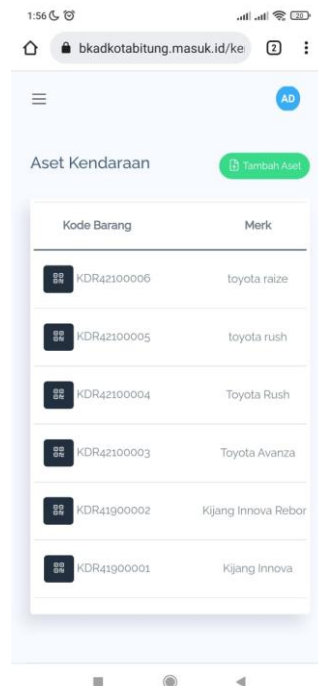 1:56
20
bkadkotabitung.masuk.id/ke
2
AD
Aset Kendaraan
Tambah Aset
Kode Barang Merk
KDR42100006 toyota raize
KDR42100005 toyota rush
KDR42100004 Toyota Rush
KDR42100003 Toyota Avanza
KDR41900002 Kijang Innova Rebor
KDR41900001 Kijang Innova